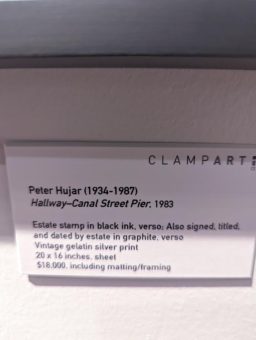 CLAMPART
Peter Hujar (1934-1987)
Hallway–Canal Street Pier, 1983
Estate stamp in black ink, verso; Also signed, titled,
and dated by estate in graphite, verso
Vintage gelatin silver print
20 x 16 inches, sheet
$18,000, including matting/framing